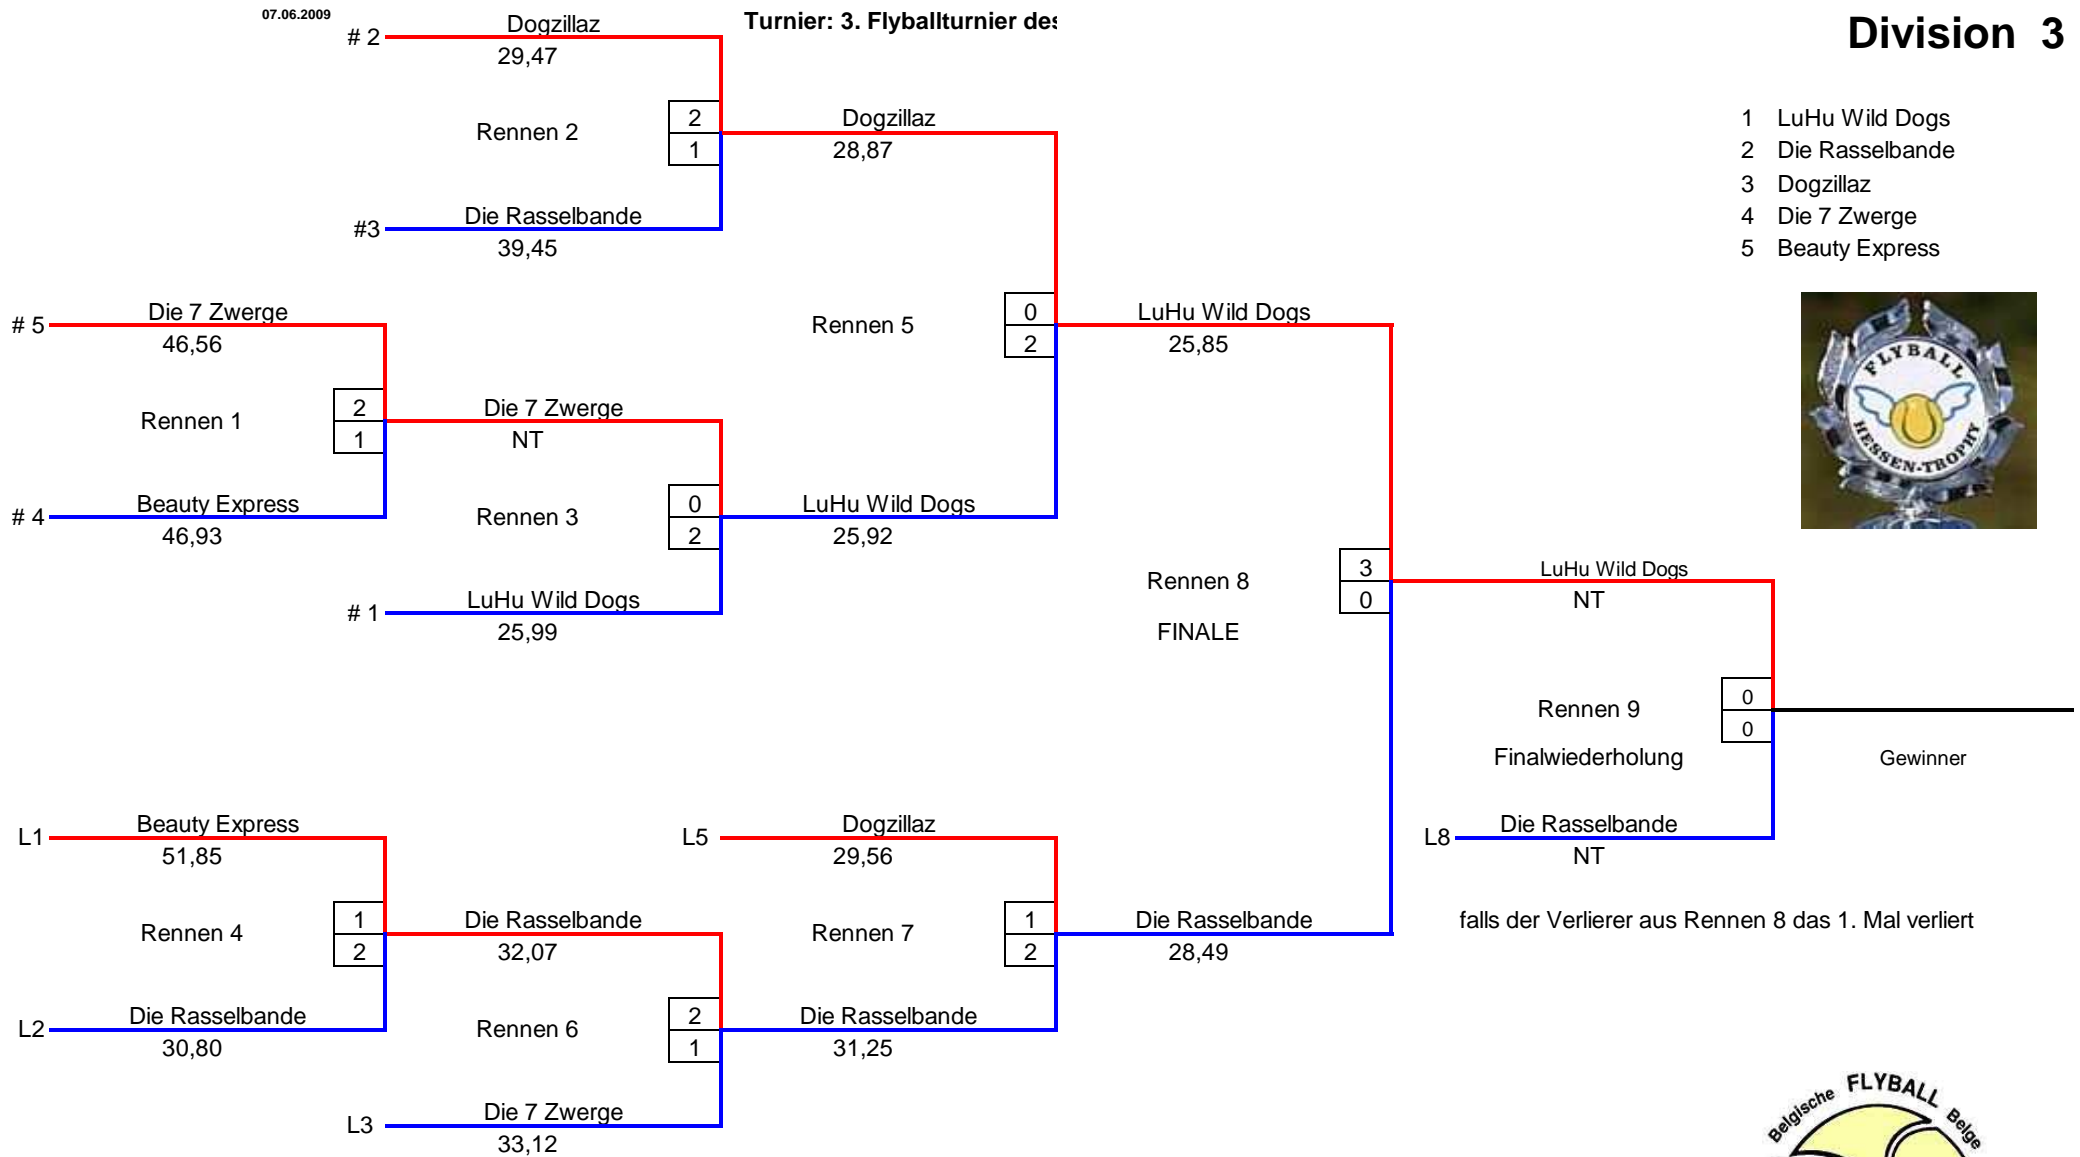 07.06.2009
Turnier: 3. Flyballturnier des
Division 3
# 2
Dogzillaz
29,47
Rennen 2
2
1
Dogzillaz
28,87
#3
Die Rasselbande
39,45
1 LuHu Wild Dogs
2 Die Rasselbande
3 Dogzillaz
4 Die 7 Zwerge
5 Beauty Express
FLYBALL
HESSEN-TROPHY
# 5
Die 7 Zwerge
46,56
Rennen 5
0
2
LuHu Wild Dogs
25,85
Rennen 1
2
1
Die 7 Zwerge
NT
# 4
Beauty Express
46,93
Rennen 3
0
2
LuHu Wild Dogs
25,92
# 1
LuHu Wild Dogs
25,99
Rennen 8
FINALE
3
0
LuHu Wild Dogs
NT
Rennen 9
Finalwiederholung
0
0
Gewinner
L1
Beauty Express
51,85
L5
Dogzillaz
29,56
L8
Die Rasselbande
NT
Rennen 4
1
2
Die Rasselbande
32,07
Rennen 7
1
2
Die Rasselbande
28,49
falls der Verlierer aus Rennen 8 das 1. Mal verliert
L2
Die Rasselbande
30,80
Rennen 6
2
1
Die Rasselbande
31,25
L3
Die 7 Zwerge
33,12
Belgische FLYBALL Belge